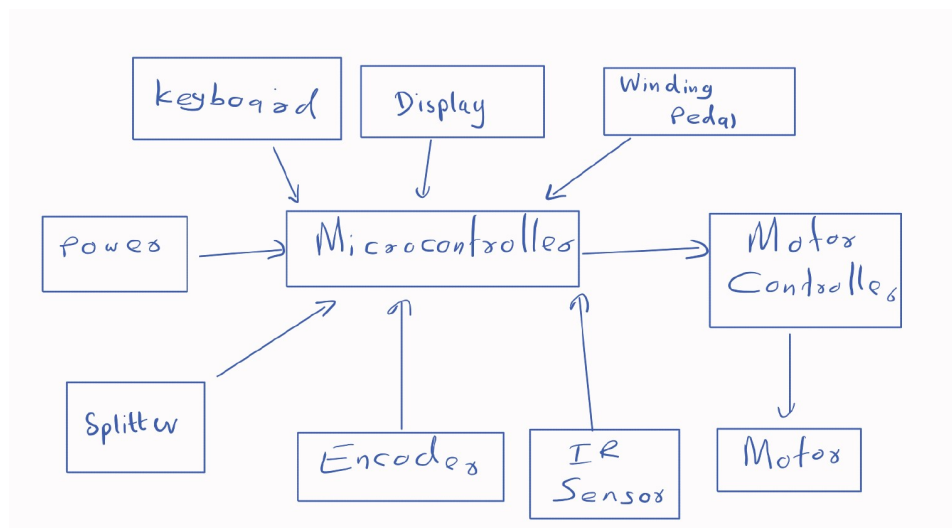 Keyboard
Display
Winding
Pedal
Power
Microcontroller
Motor
Controller
Splitter
Encoder
IR
Sensor
Motor